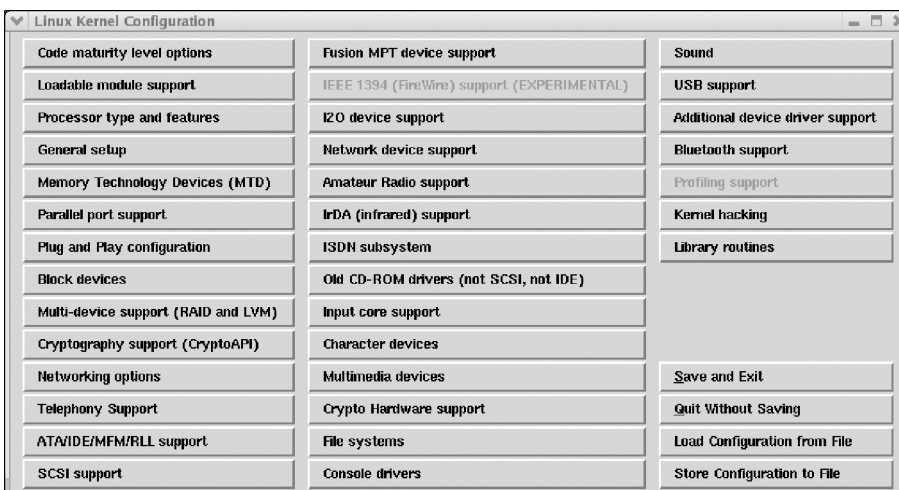 Linux Kernel Configuration
Code maturity level options
Loadable module support
Processor type and features
General setup
Memory Technology Devices (MTD)
Parallel port support
Plug and Play configuration
Block devices
Multi-device support (RAID and LVM)
Cryptography support (CryptoAPI)
Networking options
Telephony Support
ATA/IDE/MFM/RLL support
SCSI support
Fusion MPT device support
IEEE 1394 (FireWire) support (EXPERIMENTAL)
I2O device support
Network device support
Amateur Radio support
IrDA (infrared) support
ISDN subsystem
Old CD-ROM drivers (not SCSI, not IDE)
Input core support
Character devices
Multimedia devices
Crypto Hardware support
File systems
Console drivers
Sound
USB support
Additional device driver support
Bluetooth support
Profiling support
Kernel hacking
Library routines
Save and Exit
Quit Without Saving
Load Configuration from File
Store Configuration to File